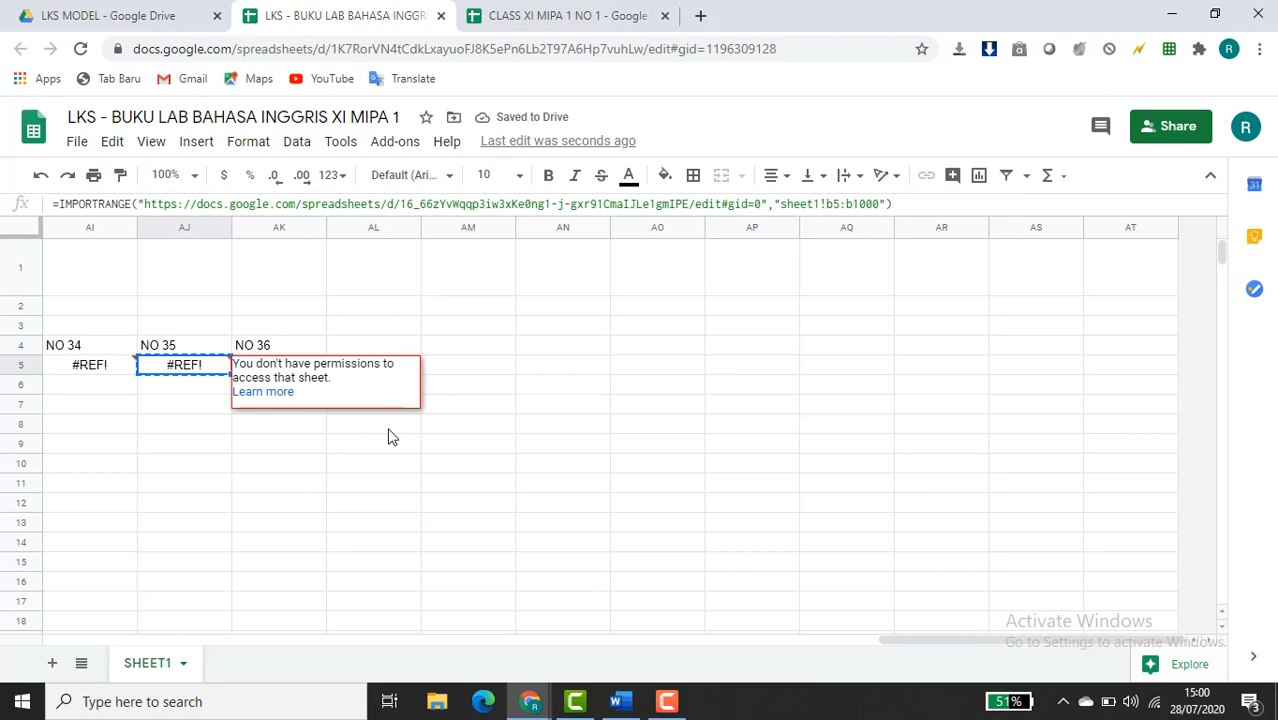 LKS MODEL - Google Drive
LKS - BUKU LAB BAHASA INGGR
CLASS XI MIPA 1 NO 1 - Google
docs.google.com/spreadsheets/d/1K7RorVN4tCdkLxayuoFJ8K5ePn6Lb2T97A6Hp7vuhLw/edit#gid=1196309128
R
Apps
Tab Baru
Gmail
Maps
YouTube
Translate
LKS - BUKU LAB BAHASA INGGRIS XI MIPA 1
Saved to Drive
Share
R
File Edit View Insert Format Data Tools Add-ons Help Last edit was seconds ago
100% $ % .0 .00 123 Default (Ari... 10 B I S A
31
fx =IMPORTRANGE("https://docs.google.com/spreadsheets/d/16_66zYvWqqp3iw3xKe0ng1-j-gxr91CmaIJLe1gmIPE/edit#gid=0","sheet1!b5:b1000")
AI AJ AK AL AM AN AO AP AQ AR AS AT
1
2
3
4 NO 34 NO 35 NO 36
5 #REF! #REF! You don't have permissions to
access that sheet.
6 Learn more
7
8
9
10
11
12
13
14
15
16
17
18
Activate Windows
Go to Settings to activate Windows.
SHEET1
Explore
Type here to search
51%
15:00
28/07/2020
3